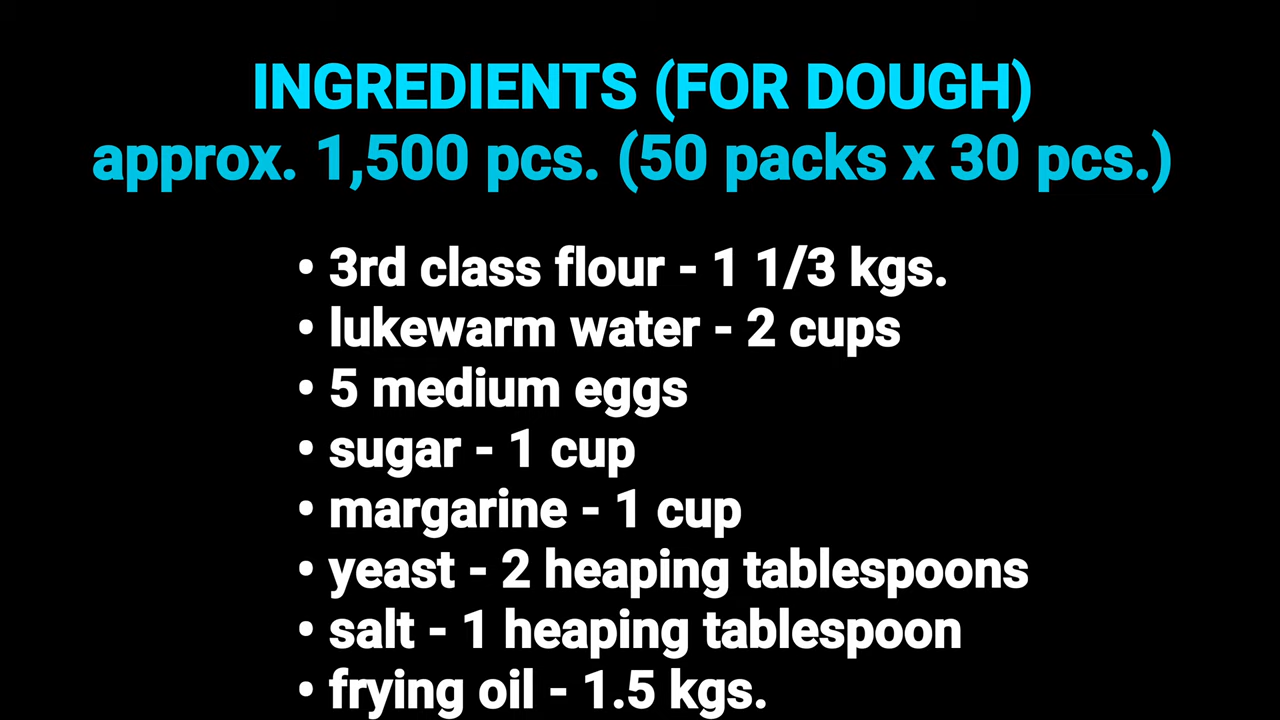 INGREDIENTS (FOR DOUGH)
approx. 1,500 pcs. (50 packs x 30 pcs.)
• 3rd class flour - 1 1/3 kgs.
• lukewarm water - 2 cups
• 5 medium eggs
• sugar - 1 cup
• margarine - 1 cup
• yeast - 2 heaping tablespoons
• salt - 1 heaping tablespoon
• frying oil - 1.5 kgs.